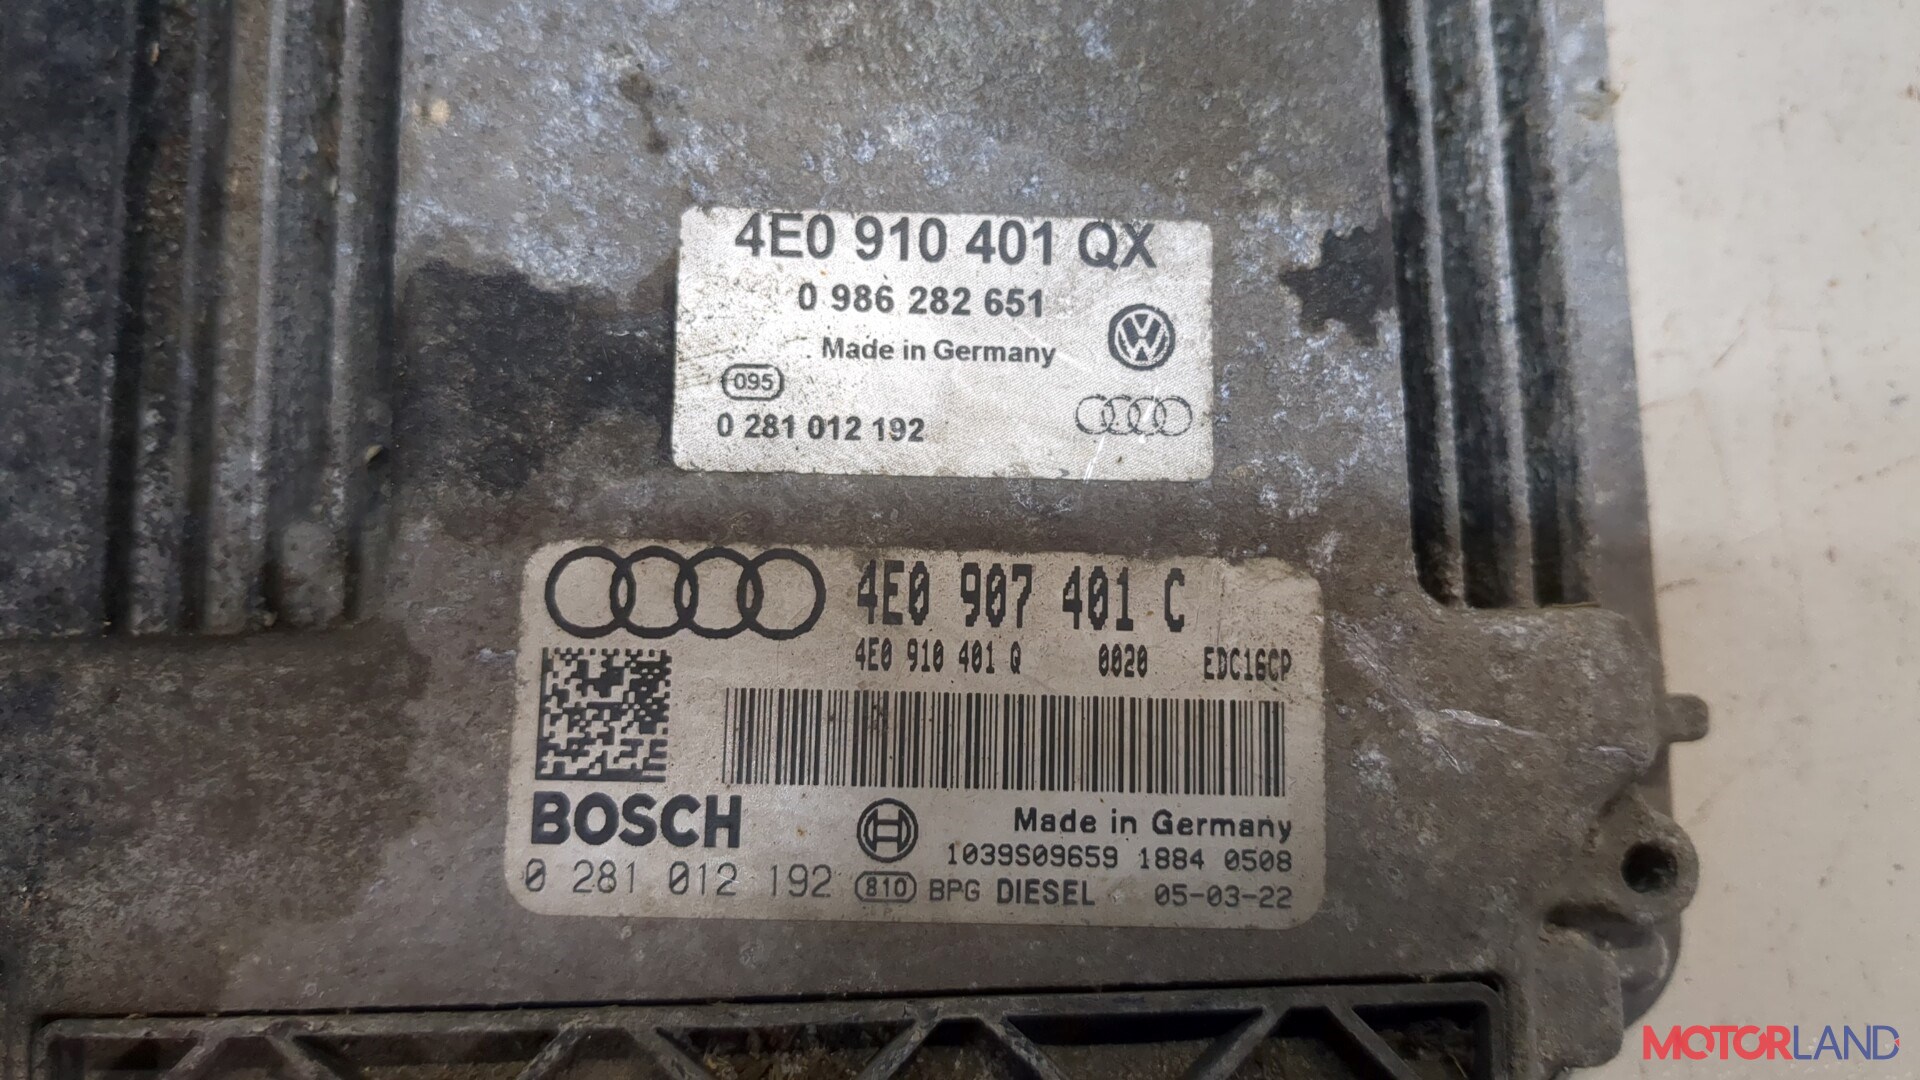 4E0 910 401 QX
0 986 282 651
Made in Germany
095
0 281 012 192
4E0 907 401 C
4E0 910 401 Q 0020 EDC16CP
BOSCH
Made in Germany
1039S09659 1884 0508
0 281 012 192 810 BPG DIESEL 05-03-22
MOTORLAND